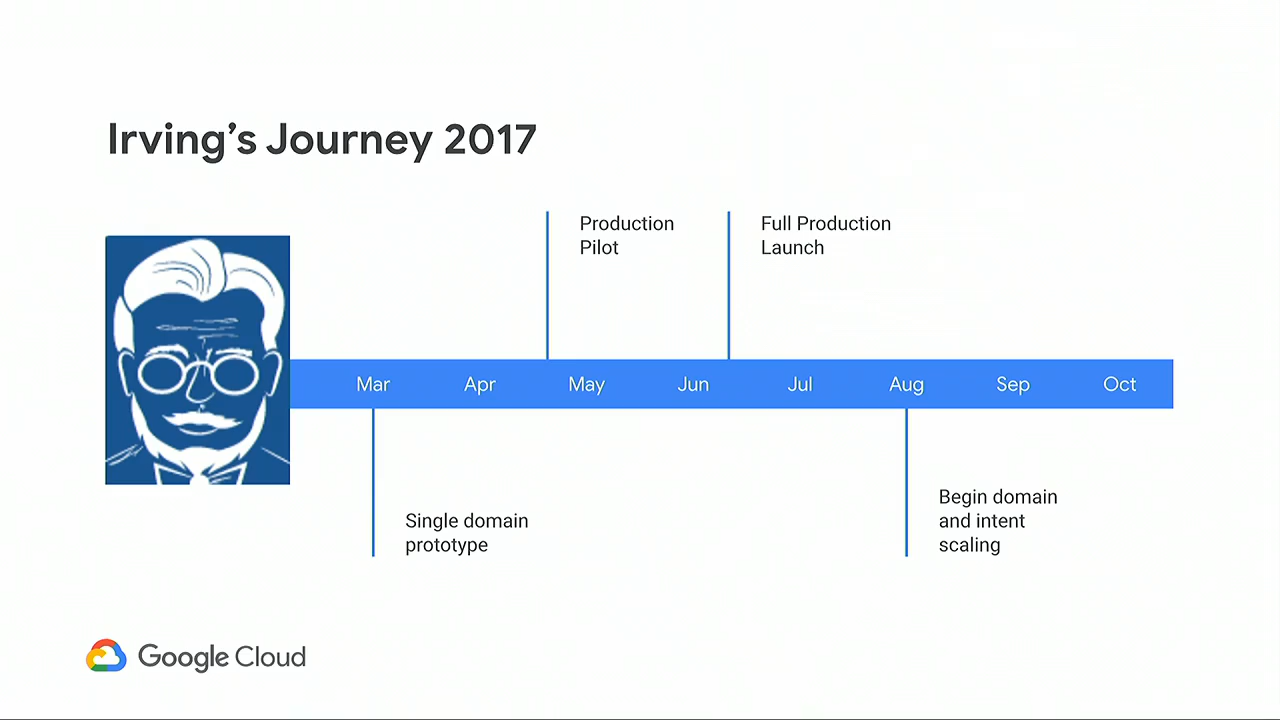 Irving’s Journey 2017
Production
Pilot
Full Production
Launch
Mar Apr May Jun Jul Aug Sep Oct
Single domain
prototype
Begin domain
and intent
scaling
Google Cloud